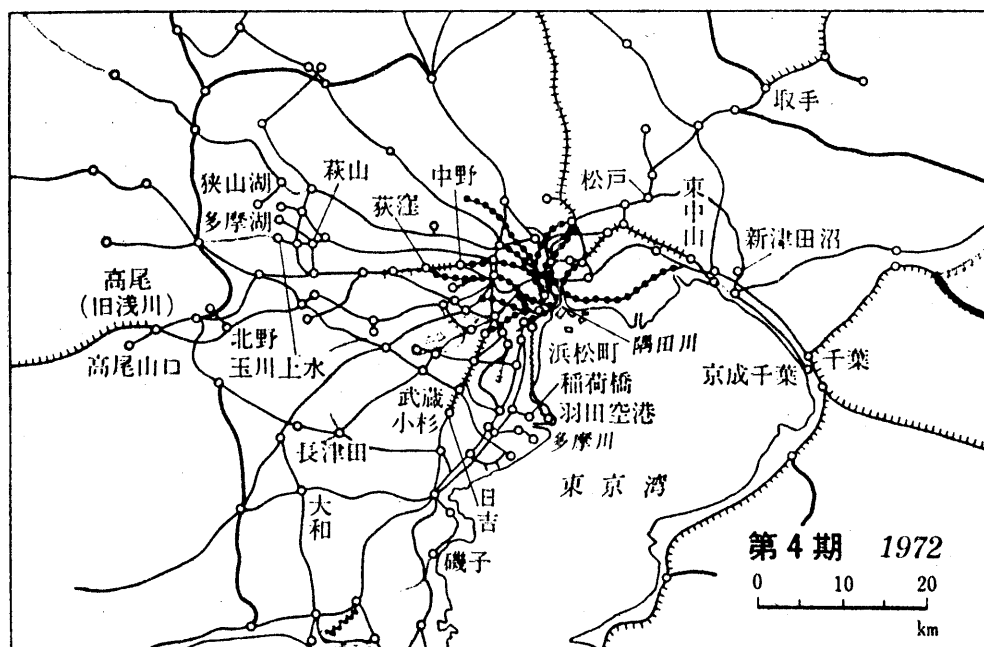 取手
松戸
東中山
新津田沼
萩山
中野
狭山湖
荻窪
多摩湖
高尾
(旧浅川)
北野
高尾山口
玉川上水
隅田川
浜松町
千葉
京成千葉
稲荷橋
武蔵
小杉
羽田空港
多摩川
長津田
東京湾
大和
日吉
磯子
第4期 1972
0 10 20
km